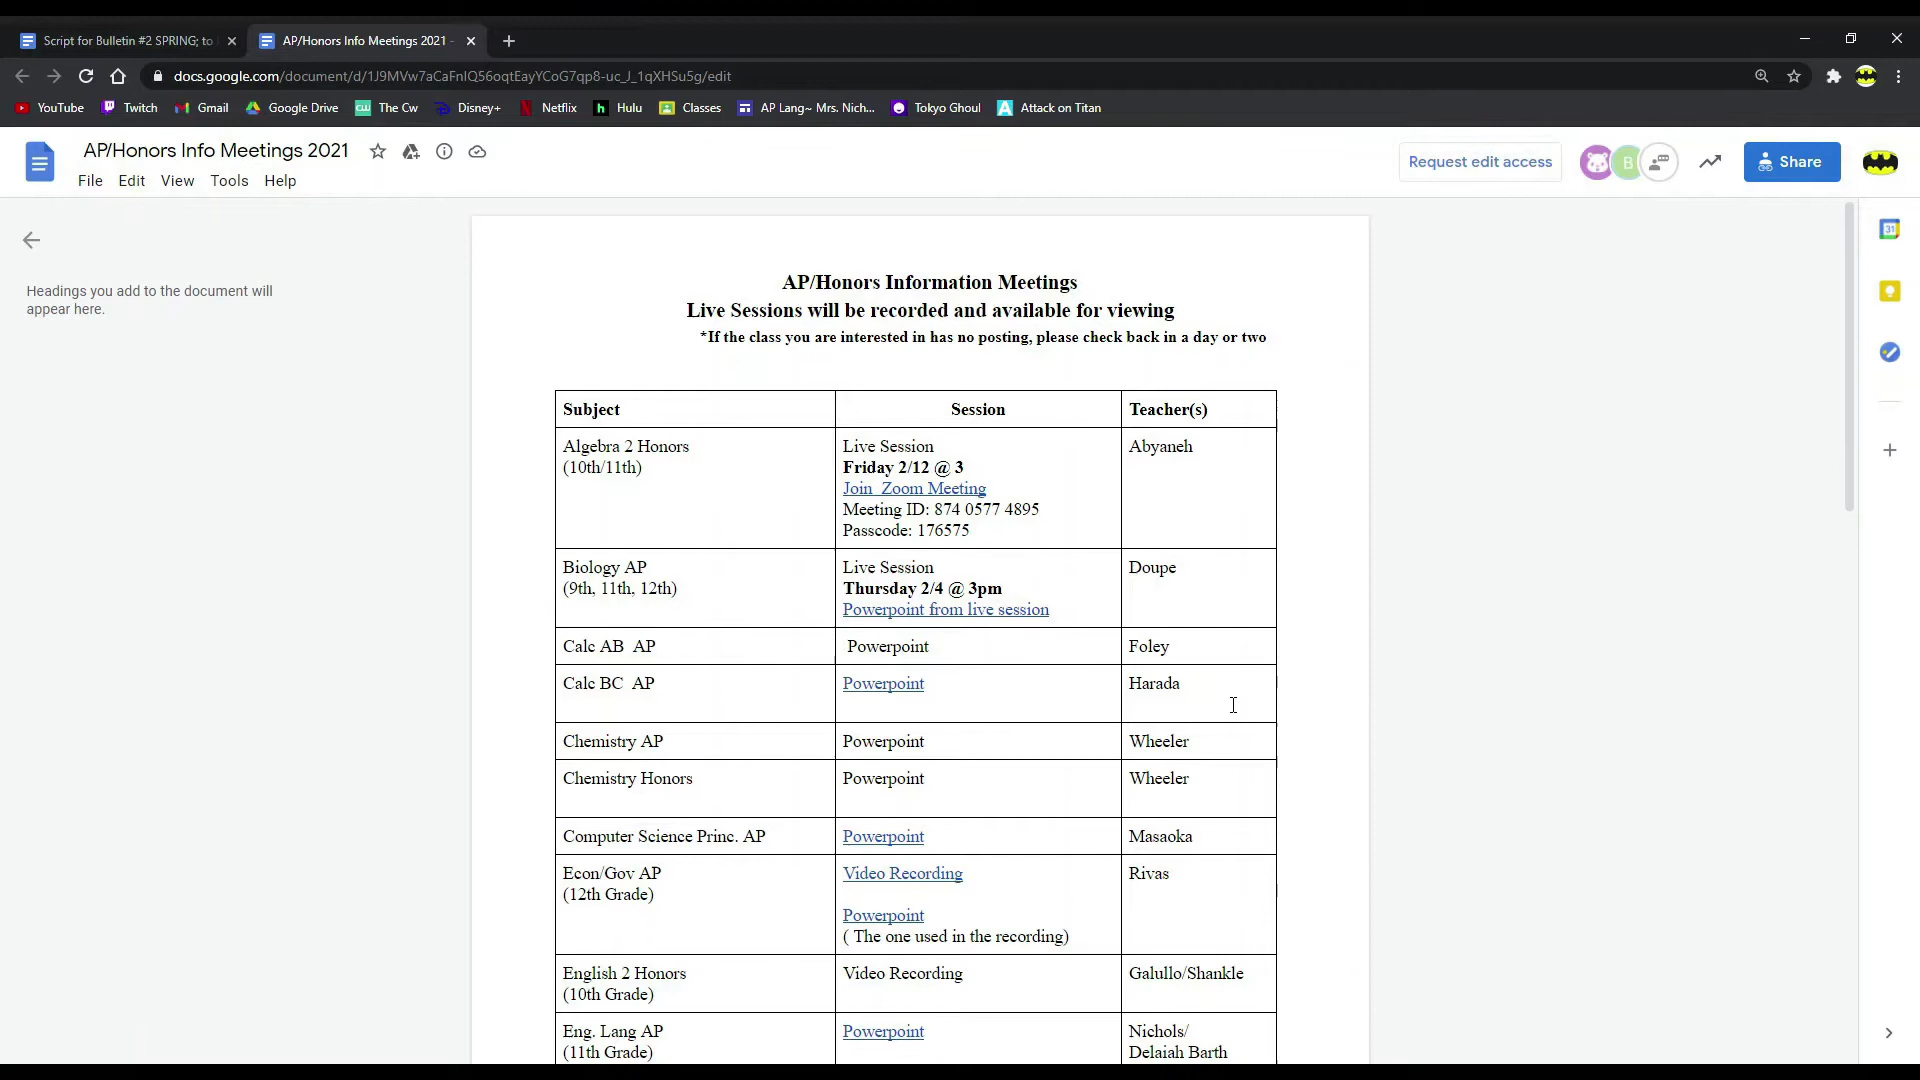 Script for Bulletin #2 SPRING; to
AP/Honors Info Meetings 2021 -
docs.google.com/document/d/1J9MVw7aCaFnIQ56oqtEayYCoG7qp8-uc_J_1qXHSu5g/edit
YouTube Twitch Gmail Google Drive The Cw Disney+ Netflix Hulu Classes AP Lang~ Mrs. Nich... Tokyo Ghoul Attack on Titan
AP/Honors Info Meetings 2021
File Edit View Tools Help
Request edit access
B
Share
31
Headings you add to the document will
appear here.
AP/Honors Information Meetings
Live Sessions will be recorded and available for viewing
*If the class you are interested in has no posting, please check back in a day or two
Subject Session Teacher(s)
Algebra 2 Honors Live Session Abyaneh
(10th/11th) Friday 2/12 @ 3
Join Zoom Meeting
Meeting ID: 874 0577 4895
Passcode: 176575
Biology AP Live Session Doupe
(9th, 11th, 12th) Thursday 2/4 @ 3pm
Powerpoint from live session
Calc AB AP Powerpoint Foley
Calc BC AP Powerpoint Harada
Chemistry AP Powerpoint Wheeler
Chemistry Honors Powerpoint Wheeler
Computer Science Princ. AP Powerpoint Masaoka
Econ/Gov AP Video Recording Rivas
(12th Grade)
Powerpoint
( The one used in the recording)
English 2 Honors Video Recording Galullo/Shankle
(10th Grade)
Eng. Lang AP Powerpoint Nichols/
(11th Grade) Delaiah Barth